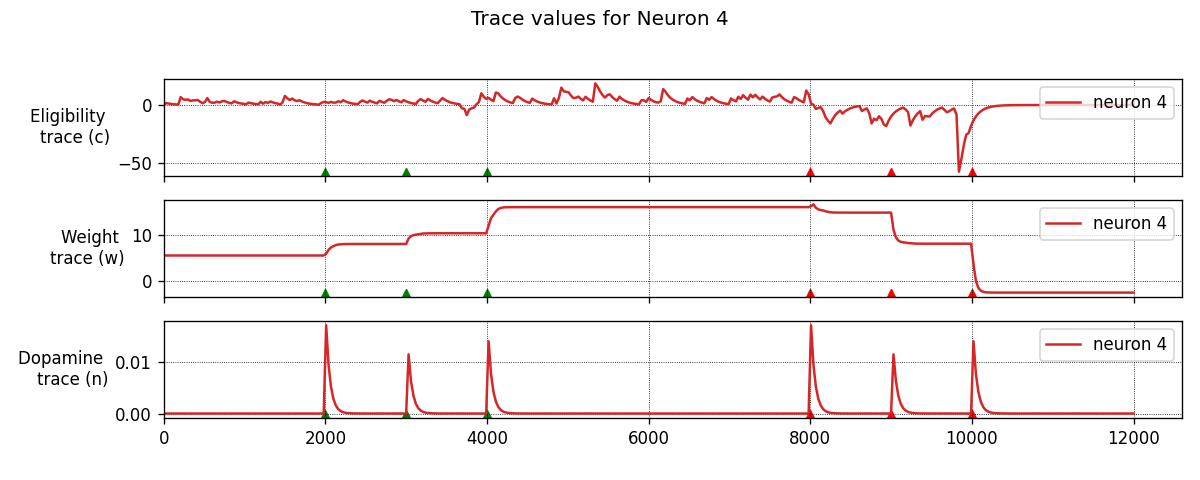 Trace values for Neuron 4
Eligibility
trace (c)
0
−50
neuron 4
Weight
trace (w)
10
0
neuron 4
Dopamine
trace (n)
0.01
0.00
neuron 4
0 2000 4000 6000 8000 10000 12000